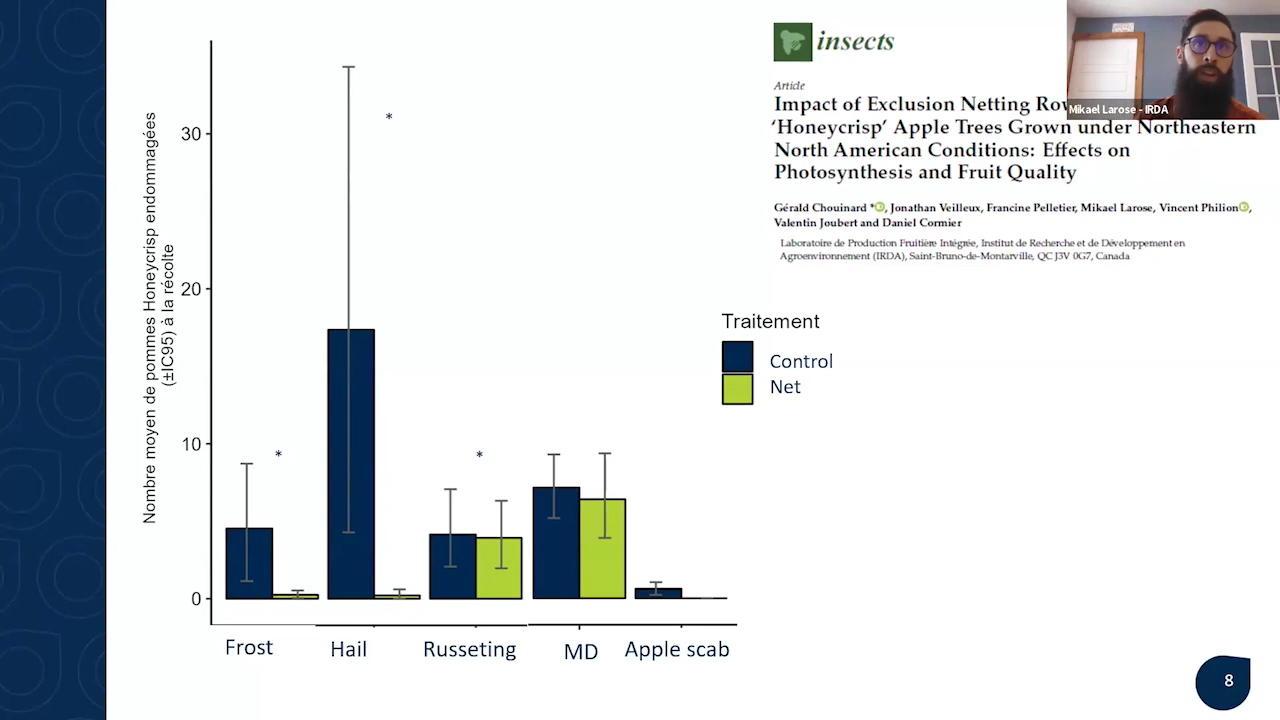 insects
Article
Impact of Exclusion Netting
'Honeycrisp' Apple Trees Grown under Northeastern
North American Conditions: Effects on
Photosynthesis and Fruit Quality
Gérald Chouinard *, Jonathan Veilleux, Francine Pelletier, Mikael Larose, Vincent Philion,
Valentin Joubert and Daniel Cormier
Laboratoire de Production Fruitière Intégrée, Institut de Recherche et de Développement en
Agroenvironnement (IRDA), Saint-Bruno-de-Montarville, QC J3V 0G7, Canada
Mikael Larose - IRDA
Nombre moyen de pommes Honeycrisp endommagées
(±IC95) à la récolte
30
20
10
0
*
*
*
Frost
Hail
Russeting
MD
Apple scab
Traitement
Control
Net
8